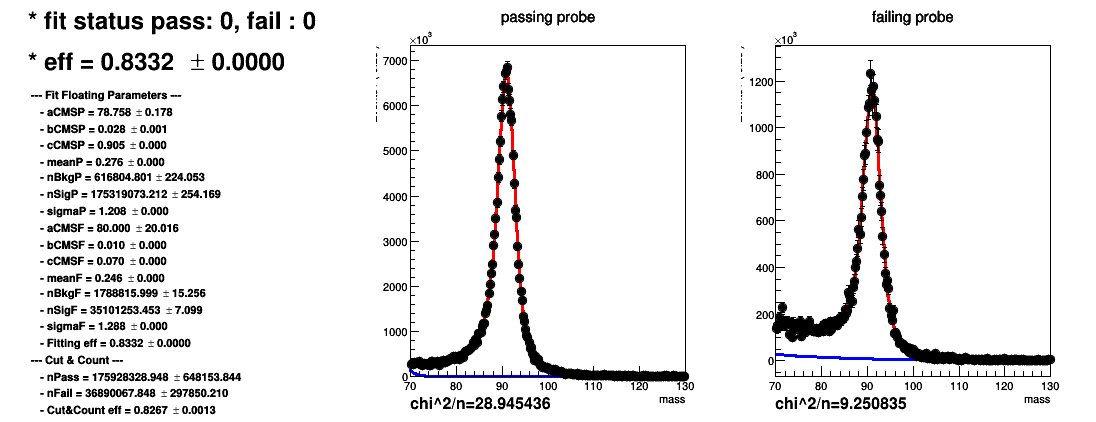 * fit status pass: 0, fail : 0
* eff = 0.8332 ± 0.0000
--- Fit Floating Parameters ---
- aCMSP = 78.758 ± 0.178
- bCMSP = 0.028 ± 0.001
- cCMSP = 0.905 ± 0.000
- meanP = 0.276 ± 0.000
- nBkgP = 616804.801 ± 224.053
- nSigP = 175319073.212 ± 254.169
- sigmaP = 1.208 ± 0.000
- aCMSF = 80.000 ± 20.016
- bCMSF = 0.010 ± 0.000
- cCMSF = 0.070 ± 0.000
- meanF = 0.246 ± 0.000
- nBkgF = 1788815.999 ± 15.256
- nSigF = 35101253.453 ± 7.099
- sigmaF = 1.288 ± 0.000
- Fitting eff = 0.8332 ± 0.0000
--- Cut & Count ---
- nPass = 175928328.948 ± 648153.844
- nFail = 36890067.848 ± 297850.210
- Cut&Count eff = 0.8267 ± 0.0013
passing probe
×10³
7000
6000
5000
4000
3000
2000
1000
0
70 80 90 100 110 120 130
mass
chi^2/n=28.945436
failing probe
×10³
1200
1000
800
600
400
200
0
70 80 90 100 110 120 130
mass
chi^2/n=9.250835